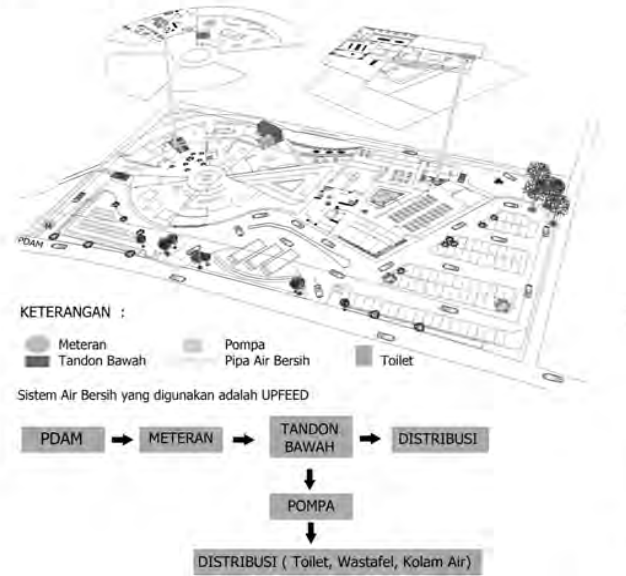 PDAM
KETERANGAN :
Meteran Pompa
Tandon Bawah Pipa Air Bersih Toilet
Sistem Air Bersih yang digunakan adalah UPFEED
PDAM METERAN TANDON BAWAH DISTRIBUSI
POMPA
DISTRIBUSI ( Toilet, Wastafel, Kolam Air)